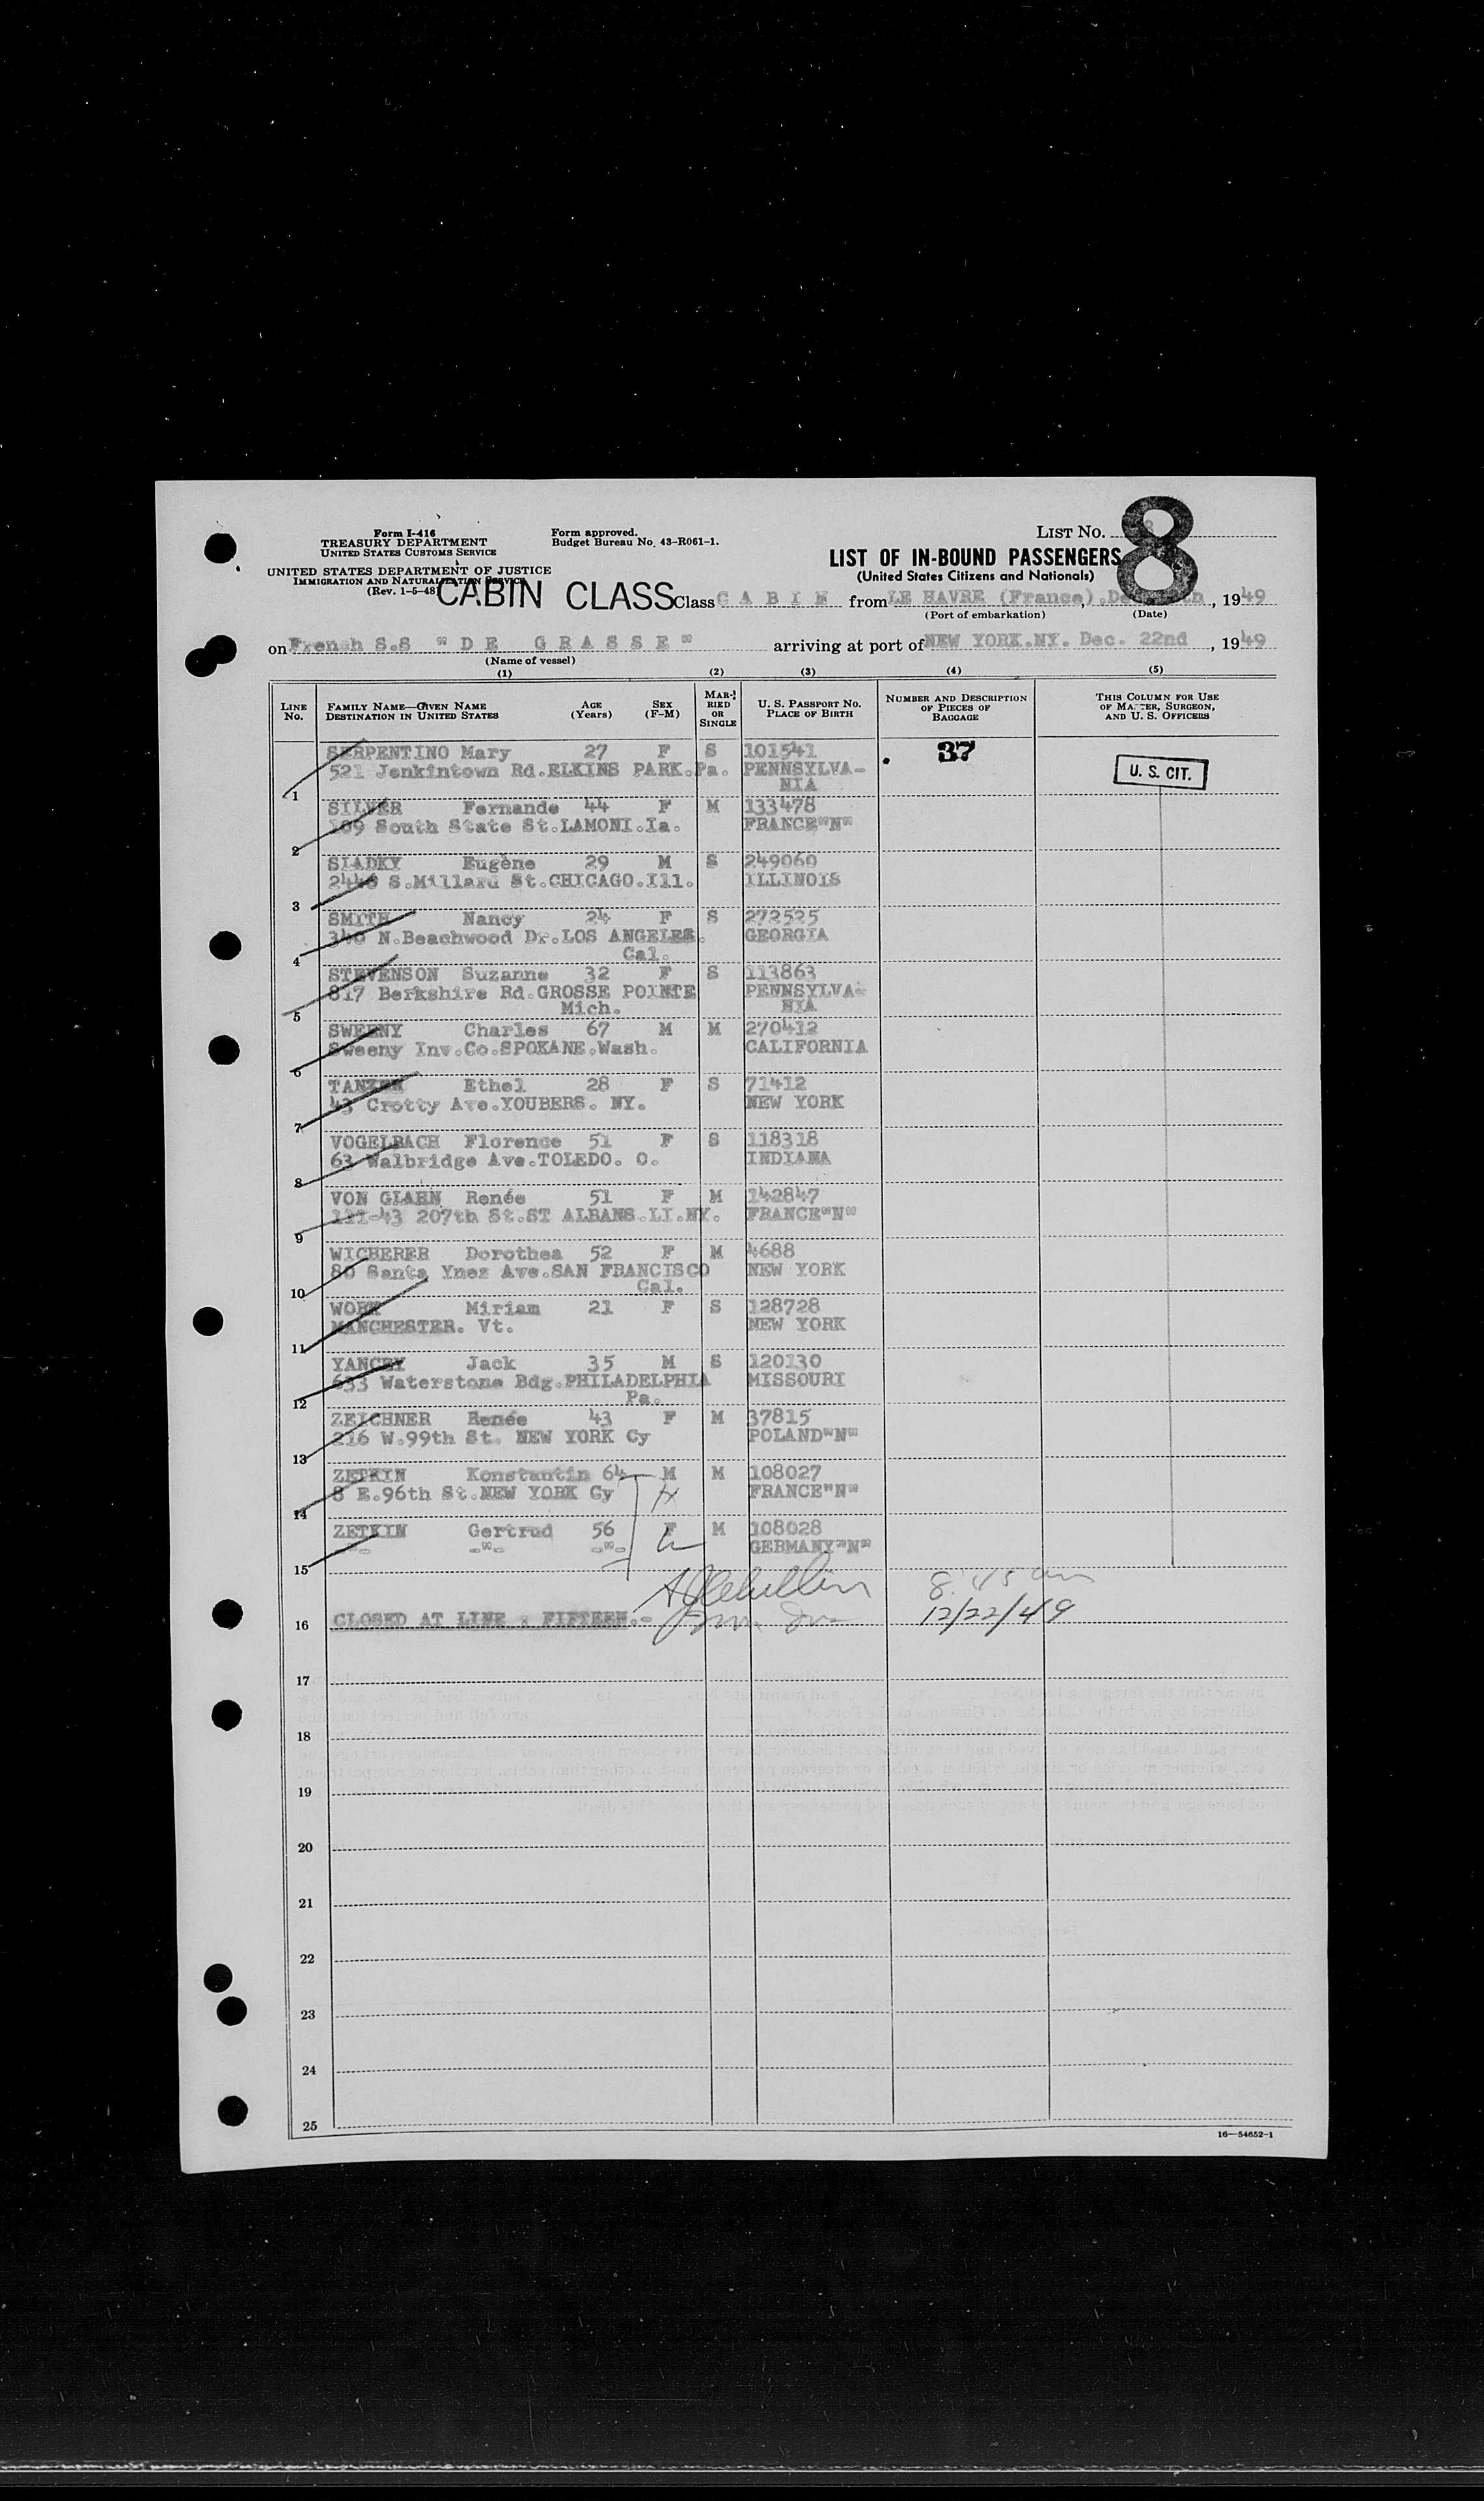 Form I-416
TREASURY DEPARTMENT
UNITED STATES CUSTOMS SERVICE
UNITED STATES DEPARTMENT OF JUSTICE
IMMIGRATION AND NATURALIZATION SERVICE
(Rev. 1-5-48)
Form approved.
Budget Bureau No. 43-R061-1.
LIST No. 8
LIST OF IN-BOUND PASSENGERS
(United States Citizens and Nationals)
CABIN CLASS Class C A B I N from LE HAVRE (France). , 1949
(Port of embarkation) (Date)
on French S.S "D E G R A S S E" arriving at port of NEW YORK.NY. Dec. 22nd , 1949
(Name of vessel)
(1) (2) (3) (4) (5)
LINE No. FAMILY NAME—GIVEN NAME DESTINATION IN UNITED STATES AGE (Years) SEX (F-M) MARRIED OR SINGLE U. S. PASSPORT No. PLACE OF BIRTH NUMBER AND DESCRIPTION OF PIECES OF BAGGAGE THIS COLUMN FOR USE OF MASTER, SURGEON, AND U. S. OFFICERS
SERPENTINO Mary 27 F S 101541 37
521 Jenkintown Rd.ELKINS PARK.Pa. PENNSYLVA- U. S. CIT.
1 NIA
SILVER Fernande 44 F M 133478
109 South State St.LAMONI.Ia. FRANCE"N"
2
SLADKY Eugène 29 M S 249060
2448 S.Millard St.CHICAGO.Ill. ILLINOIS
3
SMITH Nancy 24 F S 272525
340 N.Beachwood Dr.LOS ANGELES. GEORGIA
4 Cal.
STEVENSON Suzanne 32 F S 113863
817 Berkshire Rd.GROSSE POINTE PENNSYLVA-
5 Mich. NIA
SWEENY Charles 67 M M 270412
Sweeny Inv.Co.SPOKANE.Wash. CALIFORNIA
6
TANZER Ethel 28 F S 71412
43 Crotty Ave.YOUBERS. NY. NEW YORK
7
VOGELBACH Florence 51 F S 118318
63 Walbridge Ave.TOLEDO. O. INDIANA
8
VON GLAHN Renée 51 F M 142847
121-43 207th St.ST ALBANS.LI.NY. FRANCE"N"
9
WICHERER Dorothea 52 F M 4688
80 Santa Ynez Ave.SAN FRANCISCO NEW YORK
10 Cal.
WORK Miriam 21 F S 128728
MANCHESTER. Vt. NEW YORK
11
YANCEY Jack 35 M S 120130
633 Waterstone Bdg.PHILADELPHIA MISSOURI
12 Pa.
ZEICHNER Renée 43 F M 37815
216 W.99th St. NEW YORK Cy POLAND"N"
13
ZETKIN Konstantin 64 M M 108027
8 E.96th St.NEW YORK Cy H FRANCE"N"
14
ZETKIN Gertrud 56 F M 108028
-"- -"- -"- W GERMANY"N"
15
8:45 am
16 CLOSED AT LINE : FIFTEEN.- 12/22/49
17
18
19
20
21
22
23
24
25
16—54652-1